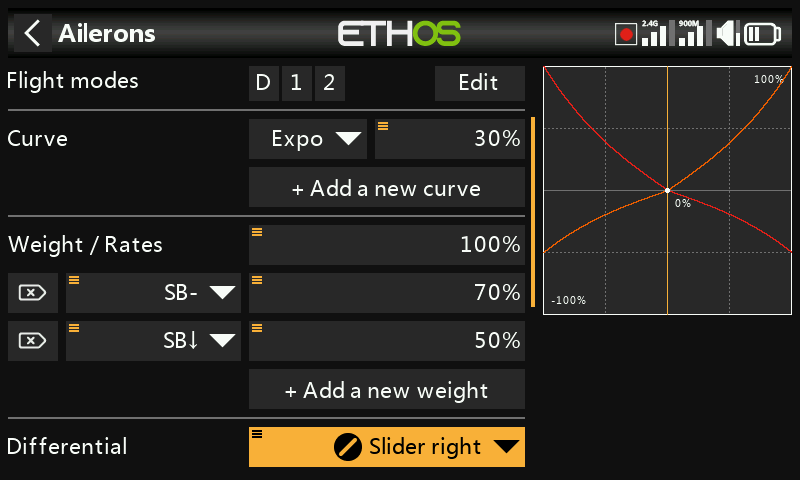 Ailerons
ETHOS
2.4G 900M
Flight modes D 1 2 Edit
100%
Curve Expo 30%
+ Add a new curve
0%
Weight / Rates 100%
SB- 70%
-100%
SB↓ 50%
+ Add a new weight
Differential Slider right